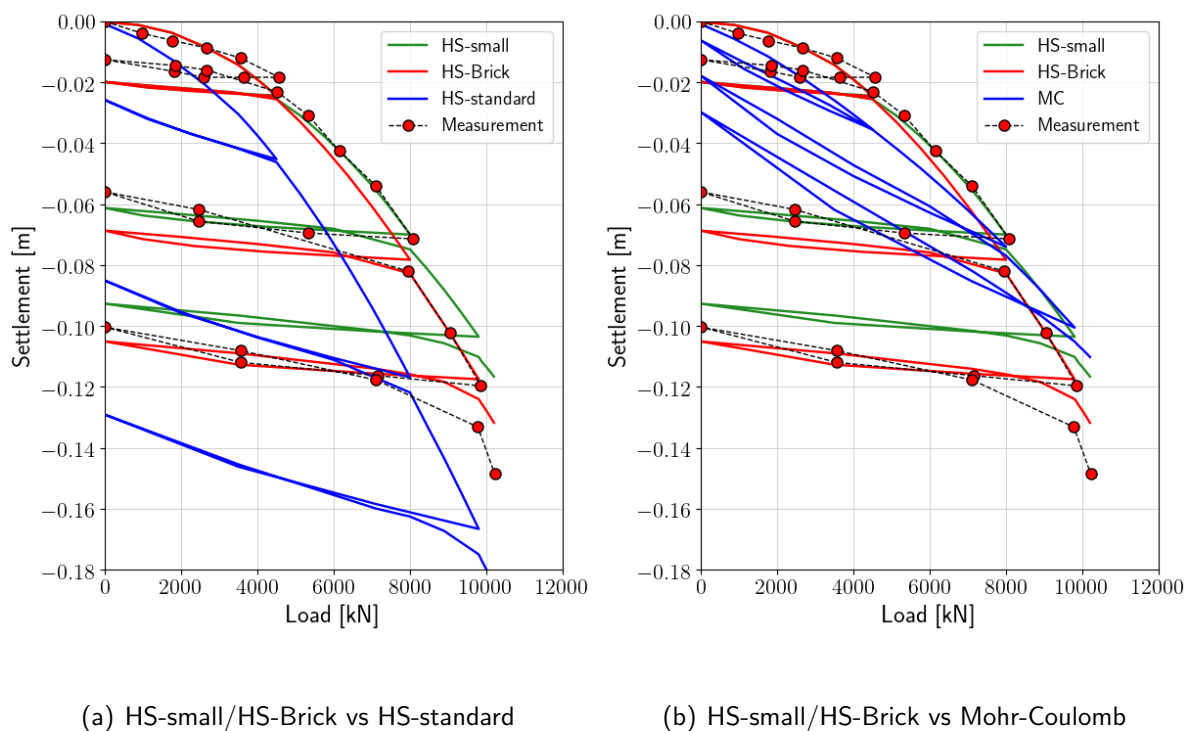 0.00
−0.02
−0.04
−0.06
−0.08
−0.10
−0.12
−0.14
−0.16
−0.18
Settlement [m]
0
2000
4000
6000
8000
10000
12000
Load [kN]
HS-small
HS-Brick
HS-standard
Measurement
(a) HS-small/HS-Brick vs HS-standard
0.00
−0.02
−0.04
−0.06
−0.08
−0.10
−0.12
−0.14
−0.16
−0.18
Settlement [m]
0
2000
4000
6000
8000
10000
12000
Load [kN]
HS-small
HS-Brick
MC
Measurement
(b) HS-small/HS-Brick vs Mohr-Coulomb